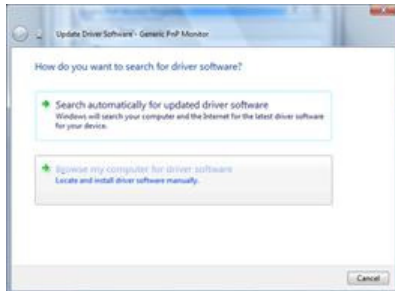 Update Driver Software - Generic PnP Monitor
How do you want to search for driver software?
Search automatically for updated driver software
Windows will search your computer and the Internet for the latest driver software
for your device.
Browse my computer for driver software
Locate and install driver software manually.
Cancel